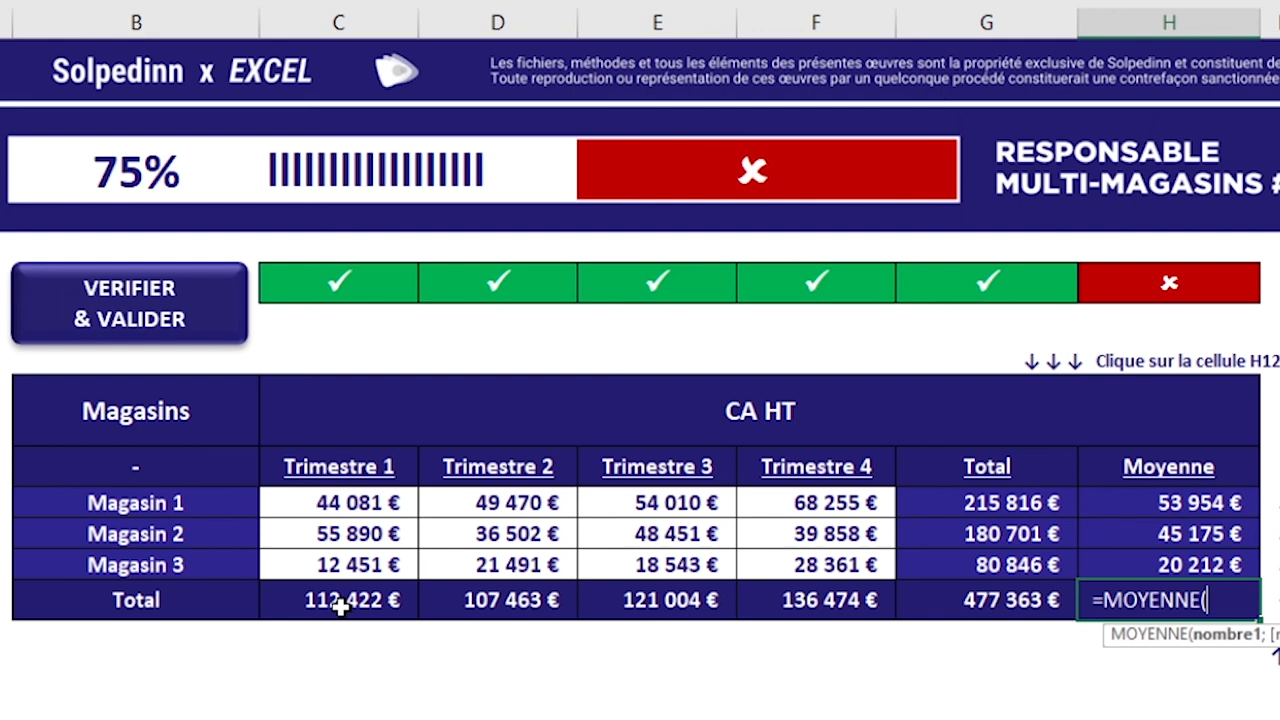 B C D E F G H
Solpedinn x EXCEL
Les fichiers, méthodes et tous les éléments des présentes œuvres sont la propriété exclusive de Solpedinn et constituent de
Toute reproduction ou représentation de ces œuvres par un quelconque procédé constituerait une contrefaçon sanctionnée
75%
RESPONSABLE
MULTI-MAGASINS #
VERIFIER
& VALIDER
↓ ↓ ↓ Clique sur la cellule H12
Magasins CA HT
- Trimestre 1 Trimestre 2 Trimestre 3 Trimestre 4 Total Moyenne
Magasin 1 44 081 € 49 470 € 54 010 € 68 255 € 215 816 € 53 954 €
Magasin 2 55 890 € 36 502 € 48 451 € 39 858 € 180 701 € 45 175 €
Magasin 3 12 451 € 21 491 € 18 543 € 28 361 € 80 846 € 20 212 €
Total 112 422 € 107 463 € 121 004 € 136 474 € 477 363 € =MOYENNE(
MOYENNE(nombre1; [